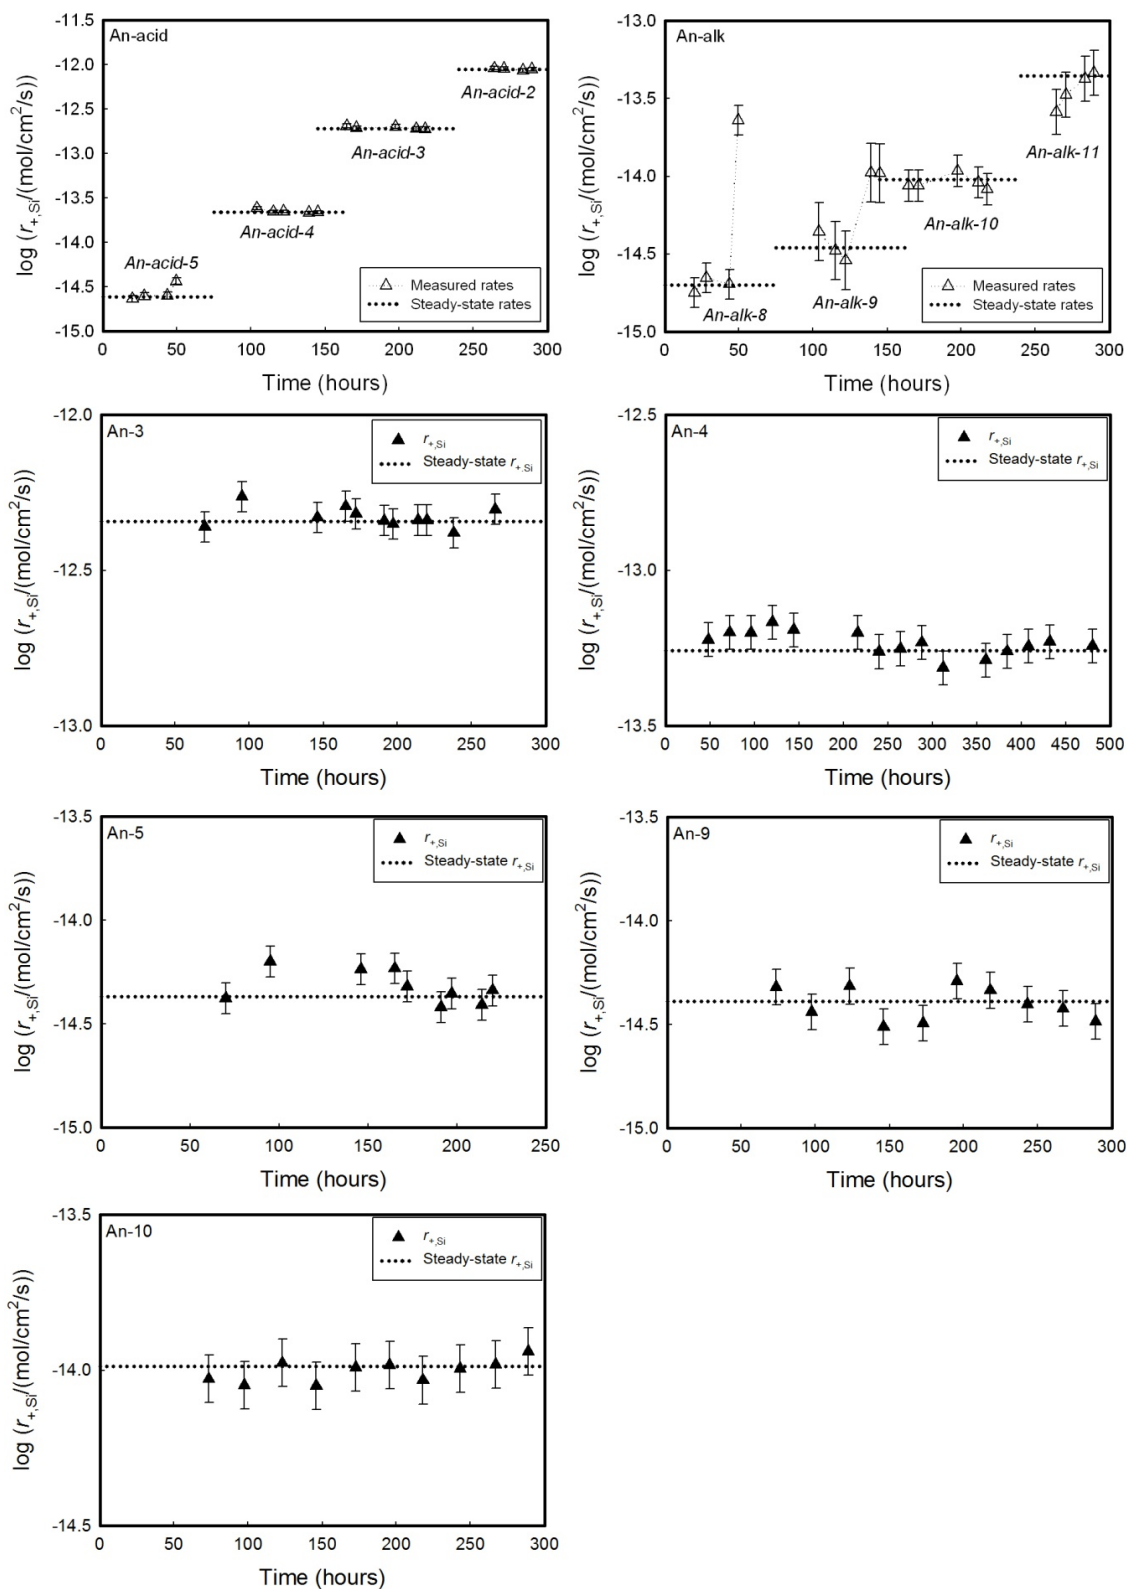 An-acid
log (r+,Si/(mol/cm2/s))
-11.5
-12.0
-12.5
-13.0
-13.5
-14.0
-14.5
-15.0
An-acid-2
An-acid-3
An-acid-4
An-acid-5
Measured rates
Steady-state rates
0 50 100 150 200 250 300
Time (hours)
An-alk
log (r+,Si/(mol/cm2/s))
-13.0
-13.5
-14.0
-14.5
-15.0
An-alk-11
An-alk-10
An-alk-9
An-alk-8
Measured rates
Steady-state rates
0 50 100 150 200 250 300
Time (hours)
An-3
log (r+,Si/(mol/cm2/s))
-12.0
-12.5
-13.0
r+,Si
Steady-state r+,Si
0 50 100 150 200 250 300
Time (hours)
An-4
log (r+,Si/(mol/cm2/s))
-12.5
-13.0
-13.5
r+,Si
Steady-state r+,Si
0 50 100 150 200 250 300 350 400 450 500
Time (hours)
An-5
log (r+,Si/(mol/cm2/s))
-13.5
-14.0
-14.5
-15.0
r+,Si
Steady-state r+,Si
0 50 100 150 200 250
Time (hours)
An-9
log (r+,Si/(mol/cm2/s))
-13.5
-14.0
-14.5
-15.0
r+,Si
Steady-state r+,Si
0 50 100 150 200 250 300
Time (hours)
An-10
log (r+,Si/(mol/cm2/s))
-13.5
-14.0
-14.5
r+,Si
Steady-state r+,Si
0 50 100 150 200 250 300
Time (hours)